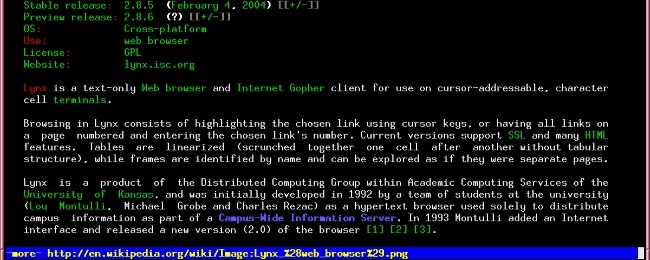 Stable release: 2.8.5 (February 4, 2004) [[+/-]]
Preview release: 2.8.6 (?) [[+/-]]
OS: Cross-platform
Use: web browser
License: GPL
Website: lynx.isc.org
Lynx is a text-only Web browser and Internet Gopher client for use on cursor-addressable, character
cell terminals.
Browsing in Lynx consists of highlighting the chosen link using cursor keys, or having all links on
a page numbered and entering the chosen link's number. Current versions support SSL and many HTML
features. Tables are linearized (scrunched together one cell after another without tabular
structure), while frames are identified by name and can be explored as if they were separate pages.
Lynx is a product of the Distributed Computing Group within Academic Computing Services of the
University of Kansas, and was initially developed in 1992 by a team of students at the university
(Lou Montulli, Michael Grobe and Charles Rezac) as a hypertext browser used solely to distribute
campus information as part of a Campus-Wide Information Server. In 1993 Montulli added an Internet
interface and released a new version (2.0) of the browser [1] [2] [3].
-more- http://en.wikipedia.org/wiki/Image:Lynx_%28web_browser%29.png